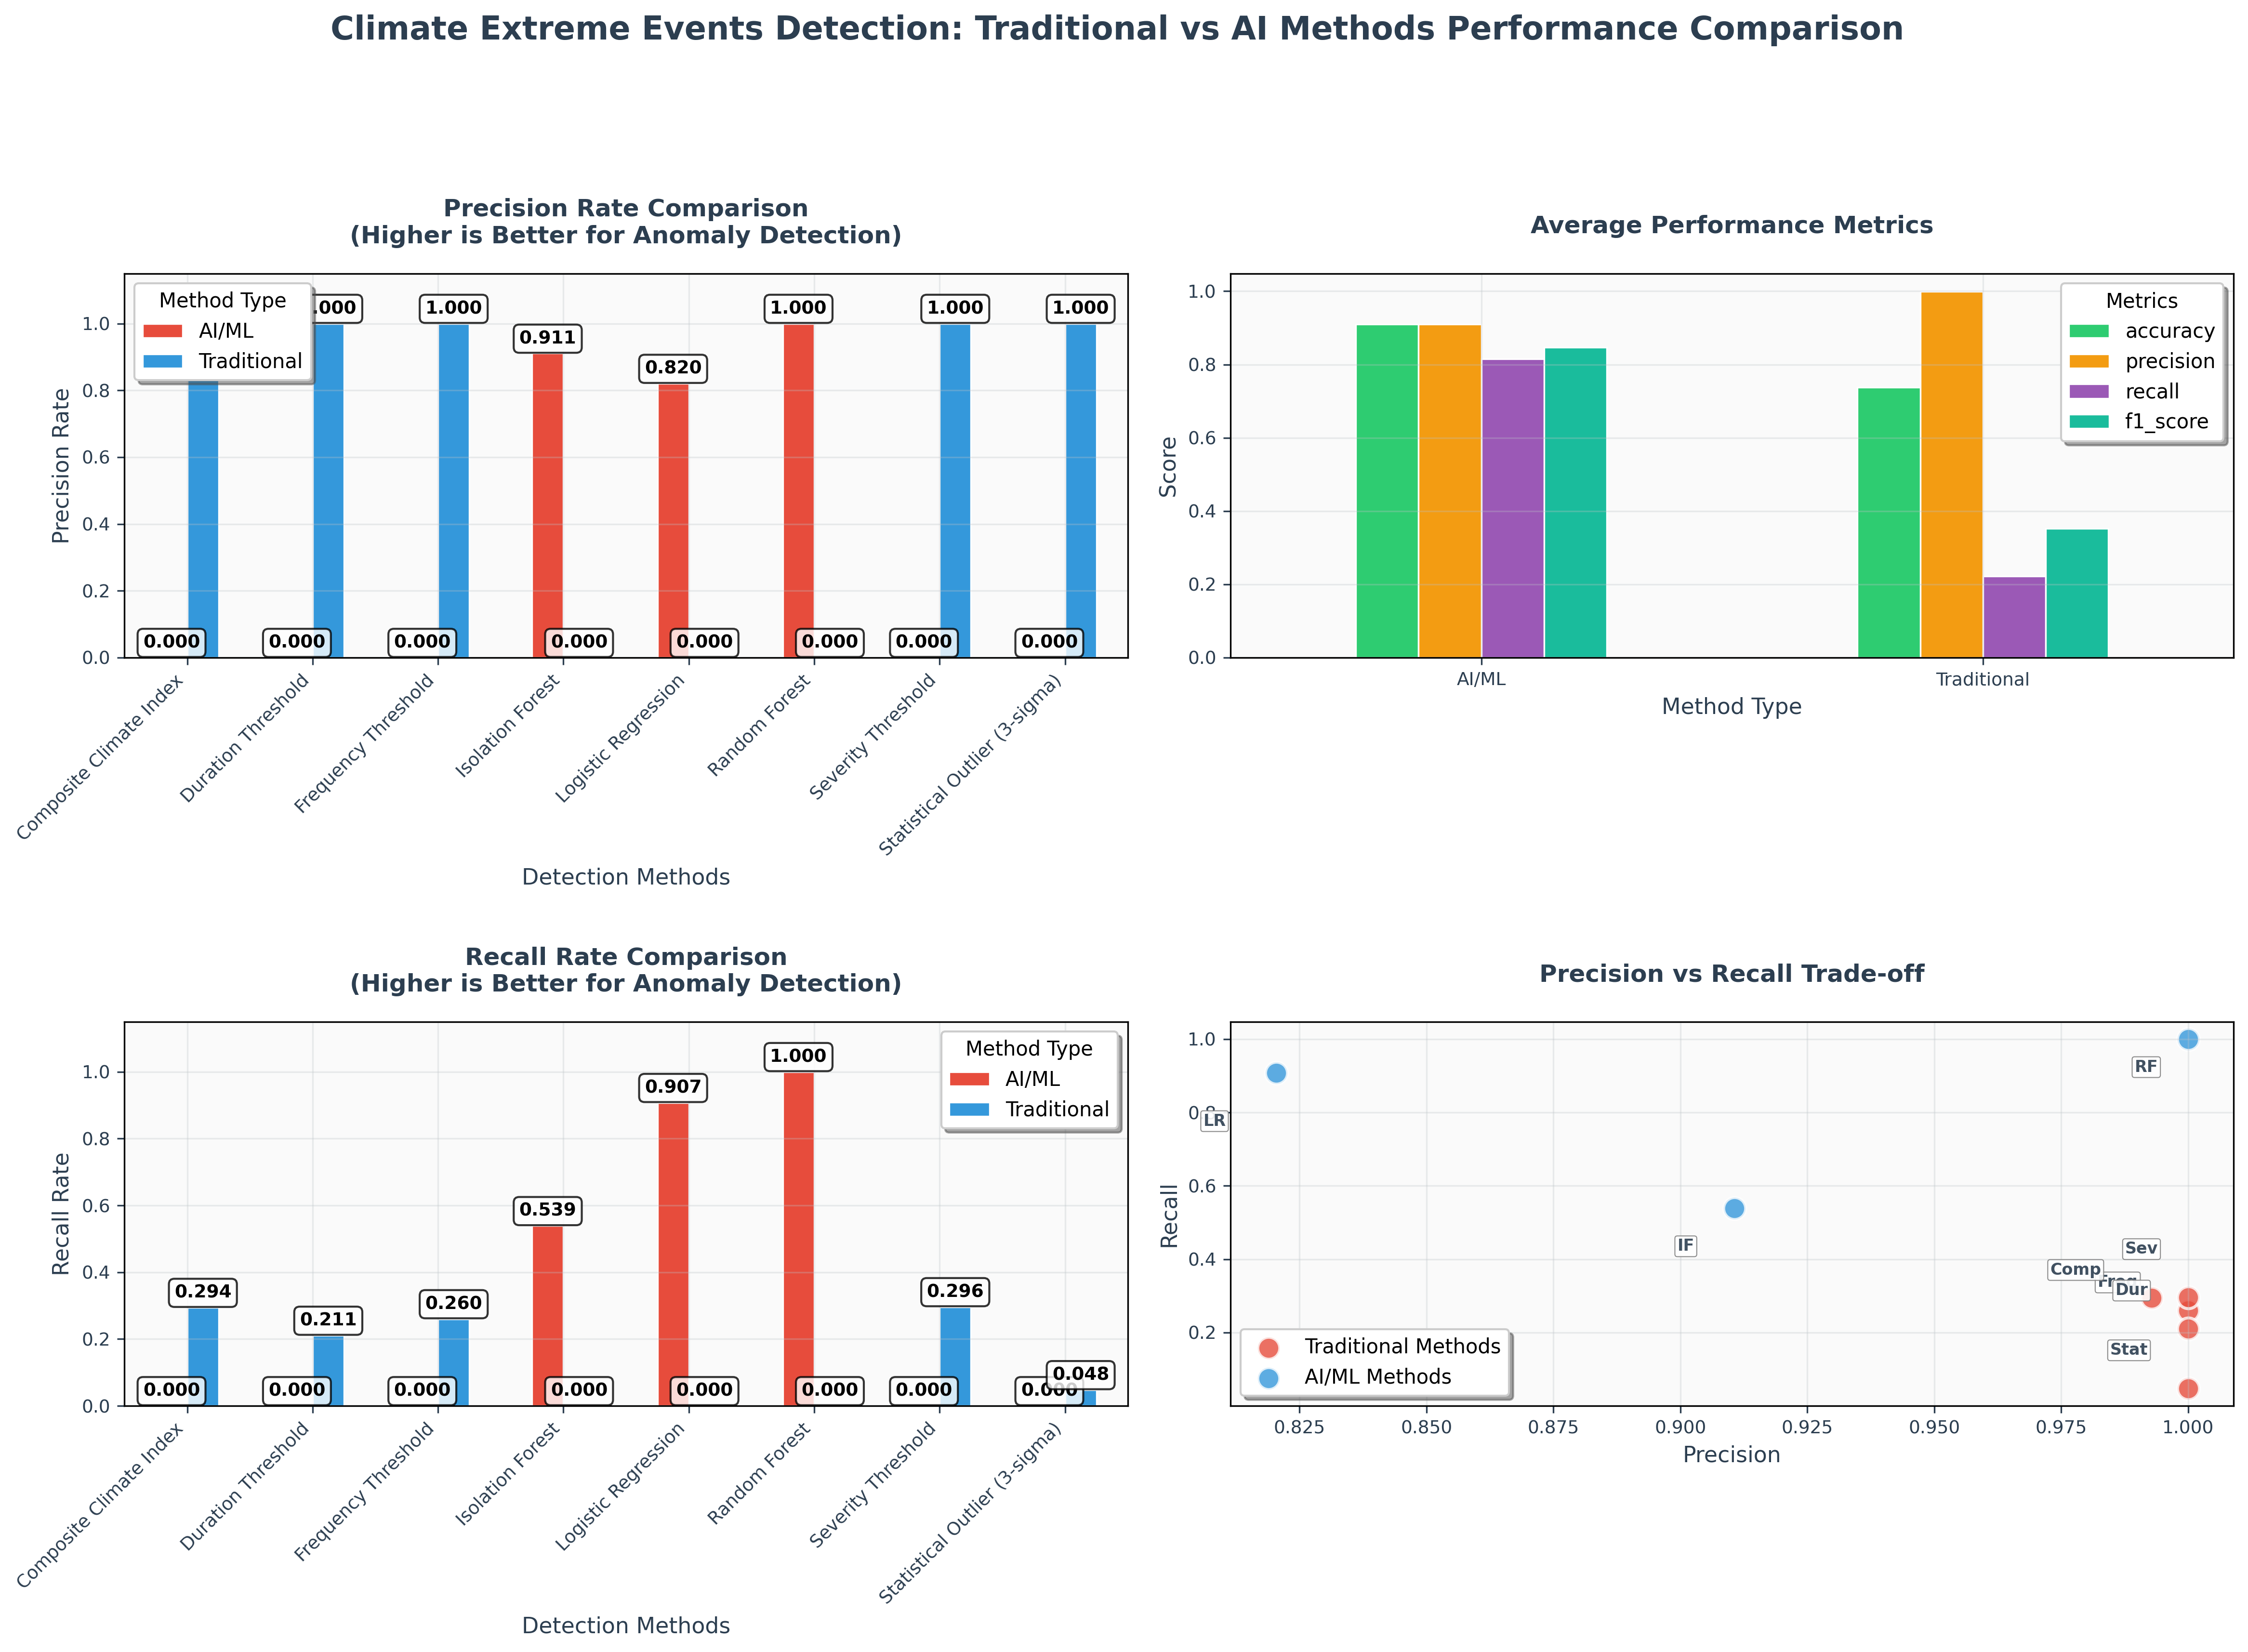 Climate Extreme Events Detection: Traditional vs AI Methods Performance Comparison
Precision Rate Comparison
(Higher is Better for Anomaly Detection)
Method Type
AI/ML
Traditional
.000
1.000
0.911
0.820
1.000
1.000
1.000
0.000
0.000
0.000
0.000
0.000
0.000
0.000
0.000
1.0
0.8
0.6
0.4
0.2
0.0
Precision Rate
Composite Climate Index
Duration Threshold
Frequency Threshold
Isolation Forest
Logistic Regression
Random Forest
Severity Threshold
Statistical Outlier (3-sigma)
Detection Methods
Average Performance Metrics
Metrics
accuracy
precision
recall
f1_score
1.0
0.8
0.6
0.4
0.2
0.0
Score
AI/ML
Traditional
Method Type
Recall Rate Comparison
(Higher is Better for Anomaly Detection)
Method Type
AI/ML
Traditional
0.294
0.211
0.260
0.539
0.907
1.000
0.296
0.048
0.000
0.000
0.000
0.000
0.000
0.000
0.000
0.000
1.0
0.8
0.6
0.4
0.2
0.0
Recall Rate
Composite Climate Index
Duration Threshold
Frequency Threshold
Isolation Forest
Logistic Regression
Random Forest
Severity Threshold
Statistical Outlier (3-sigma)
Detection Methods
Precision vs Recall Trade-off
RF
LR
IF
Sev
Comp
Freq
Dur
Stat
Traditional Methods
AI/ML Methods
1.0
0.8
0.6
0.4
0.2
Recall
0.825
0.850
0.875
0.900
0.925
0.950
0.975
1.000
Precision